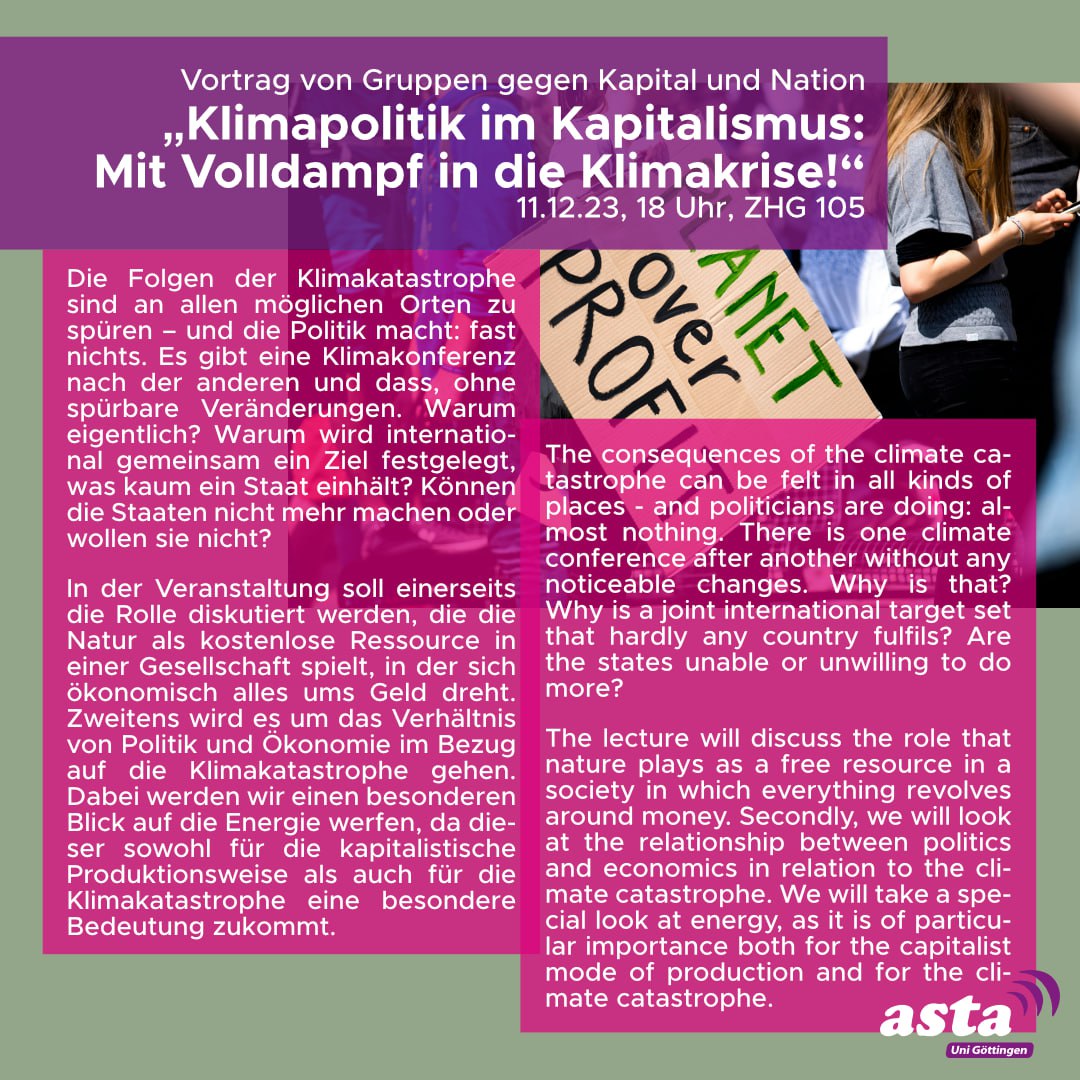 Vortrag von Gruppen gegen Kapital und Nation
„Klimapolitik im Kapitalismus:
Mit Volldampf in die Klimakrise!“
11.12.23, 18 Uhr, ZHG 105
PLANET
over
PROFIT
Die Folgen der Klimakatastrophe
sind an allen möglichen Orten zu
spüren – und die Politik macht: fast
nichts. Es gibt eine Klimakonferenz
nach der anderen und dass, ohne
spürbare Veränderungen. Warum
eigentlich? Warum wird internatio-
nal gemeinsam ein Ziel festgelegt,
was kaum ein Staat einhält? Können
die Staaten nicht mehr machen oder
wollen sie nicht?
In der Veranstaltung soll einerseits
die Rolle diskutiert werden, die die
Natur als kostenlose Ressource in
einer Gesellschaft spielt, in der sich
ökonomisch alles ums Geld dreht.
Zweitens wird es um das Verhältnis
von Politik und Ökonomie im Bezug
auf die Klimakatastrophe gehen.
Dabei werden wir einen besonderen
Blick auf die Energie werfen, da die-
ser sowohl für die kapitalistische
Produktionsweise als auch für die
Klimakatastrophe eine besondere
Bedeutung zukommt.
The consequences of the climate ca-
tastrophe can be felt in all kinds of
places - and politicians are doing: al-
most nothing. There is one climate
conference after another without any
noticeable changes. Why is that?
Why is a joint international target set
that hardly any country fulfils? Are
the states unable or unwilling to do
more?
The lecture will discuss the role that
nature plays as a free resource in a
society in which everything revolves
around money. Secondly, we will look
at the relationship between politics
and economics in relation to the cli-
mate catastrophe. We will take a spe-
cial look at energy, as it is of particu-
lar importance both for the capitalist
mode of production and for the cli-
mate catastrophe.
asta
Uni Göttingen